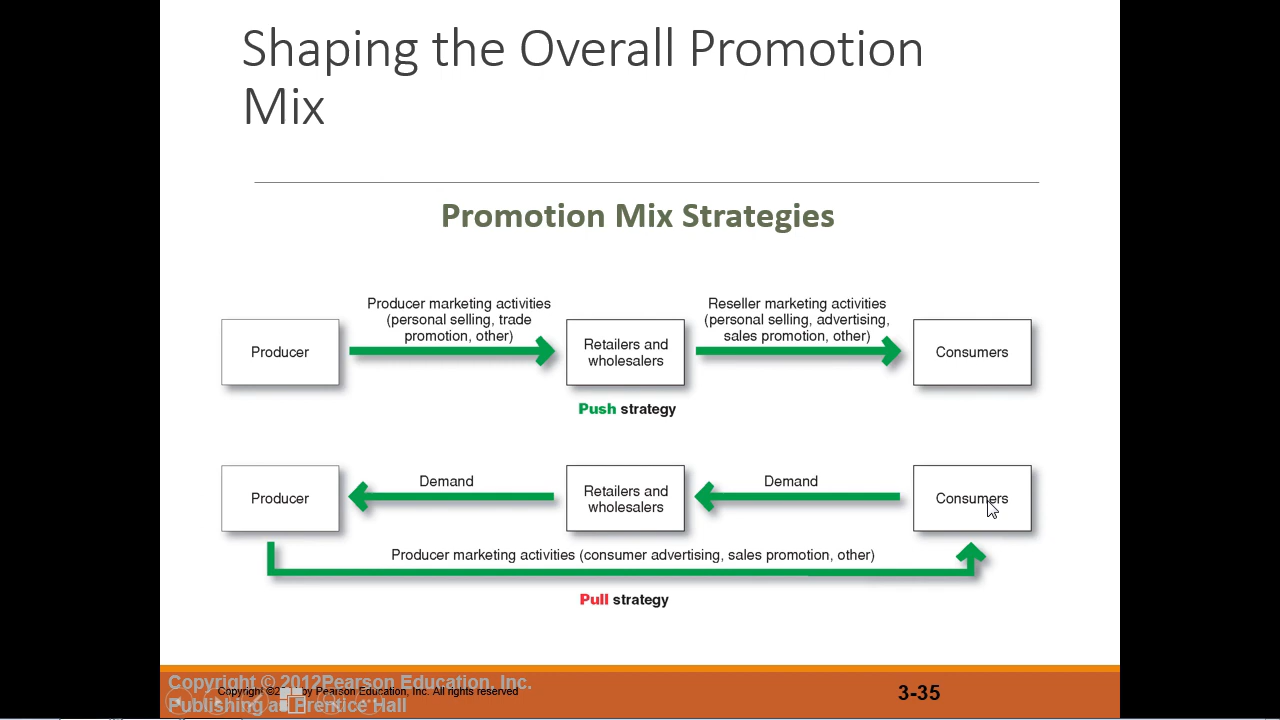 Shaping the Overall Promotion
Mix
Promotion Mix Strategies
Producer marketing activities
(personal selling, trade
promotion, other)
Reseller marketing activities
(personal selling, advertising,
sales promotion, other)
Producer
Retailers and
wholesalers
Consumers
Push strategy
Producer
Demand
Retailers and
wholesalers
Demand
Consumers
Producer marketing activities (consumer advertising, sales promotion, other)
Pull strategy
Copyright © 2012Pearson Education, Inc.
Copyright by Pearson Education, Inc. All rights reserved
Publishing Prentice Hall
3-35